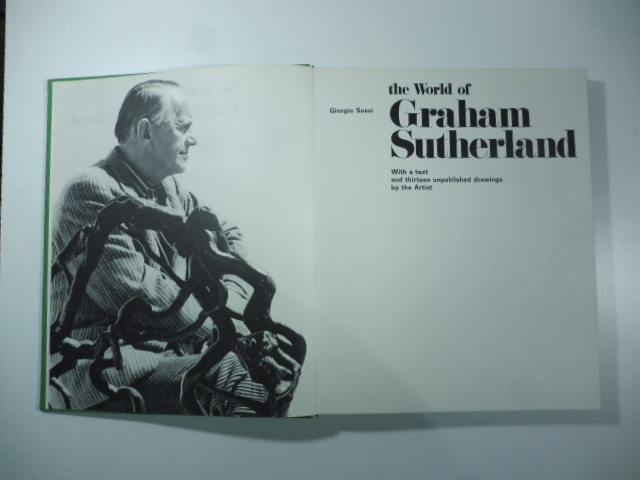 the World of
Giorgio Soavi
Graham
Sutherland
With a text
and thirteen unpublished drawings
by the Artist